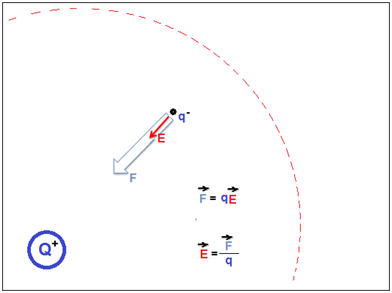 q-
E
F
F = qE
E = F/q
Q+